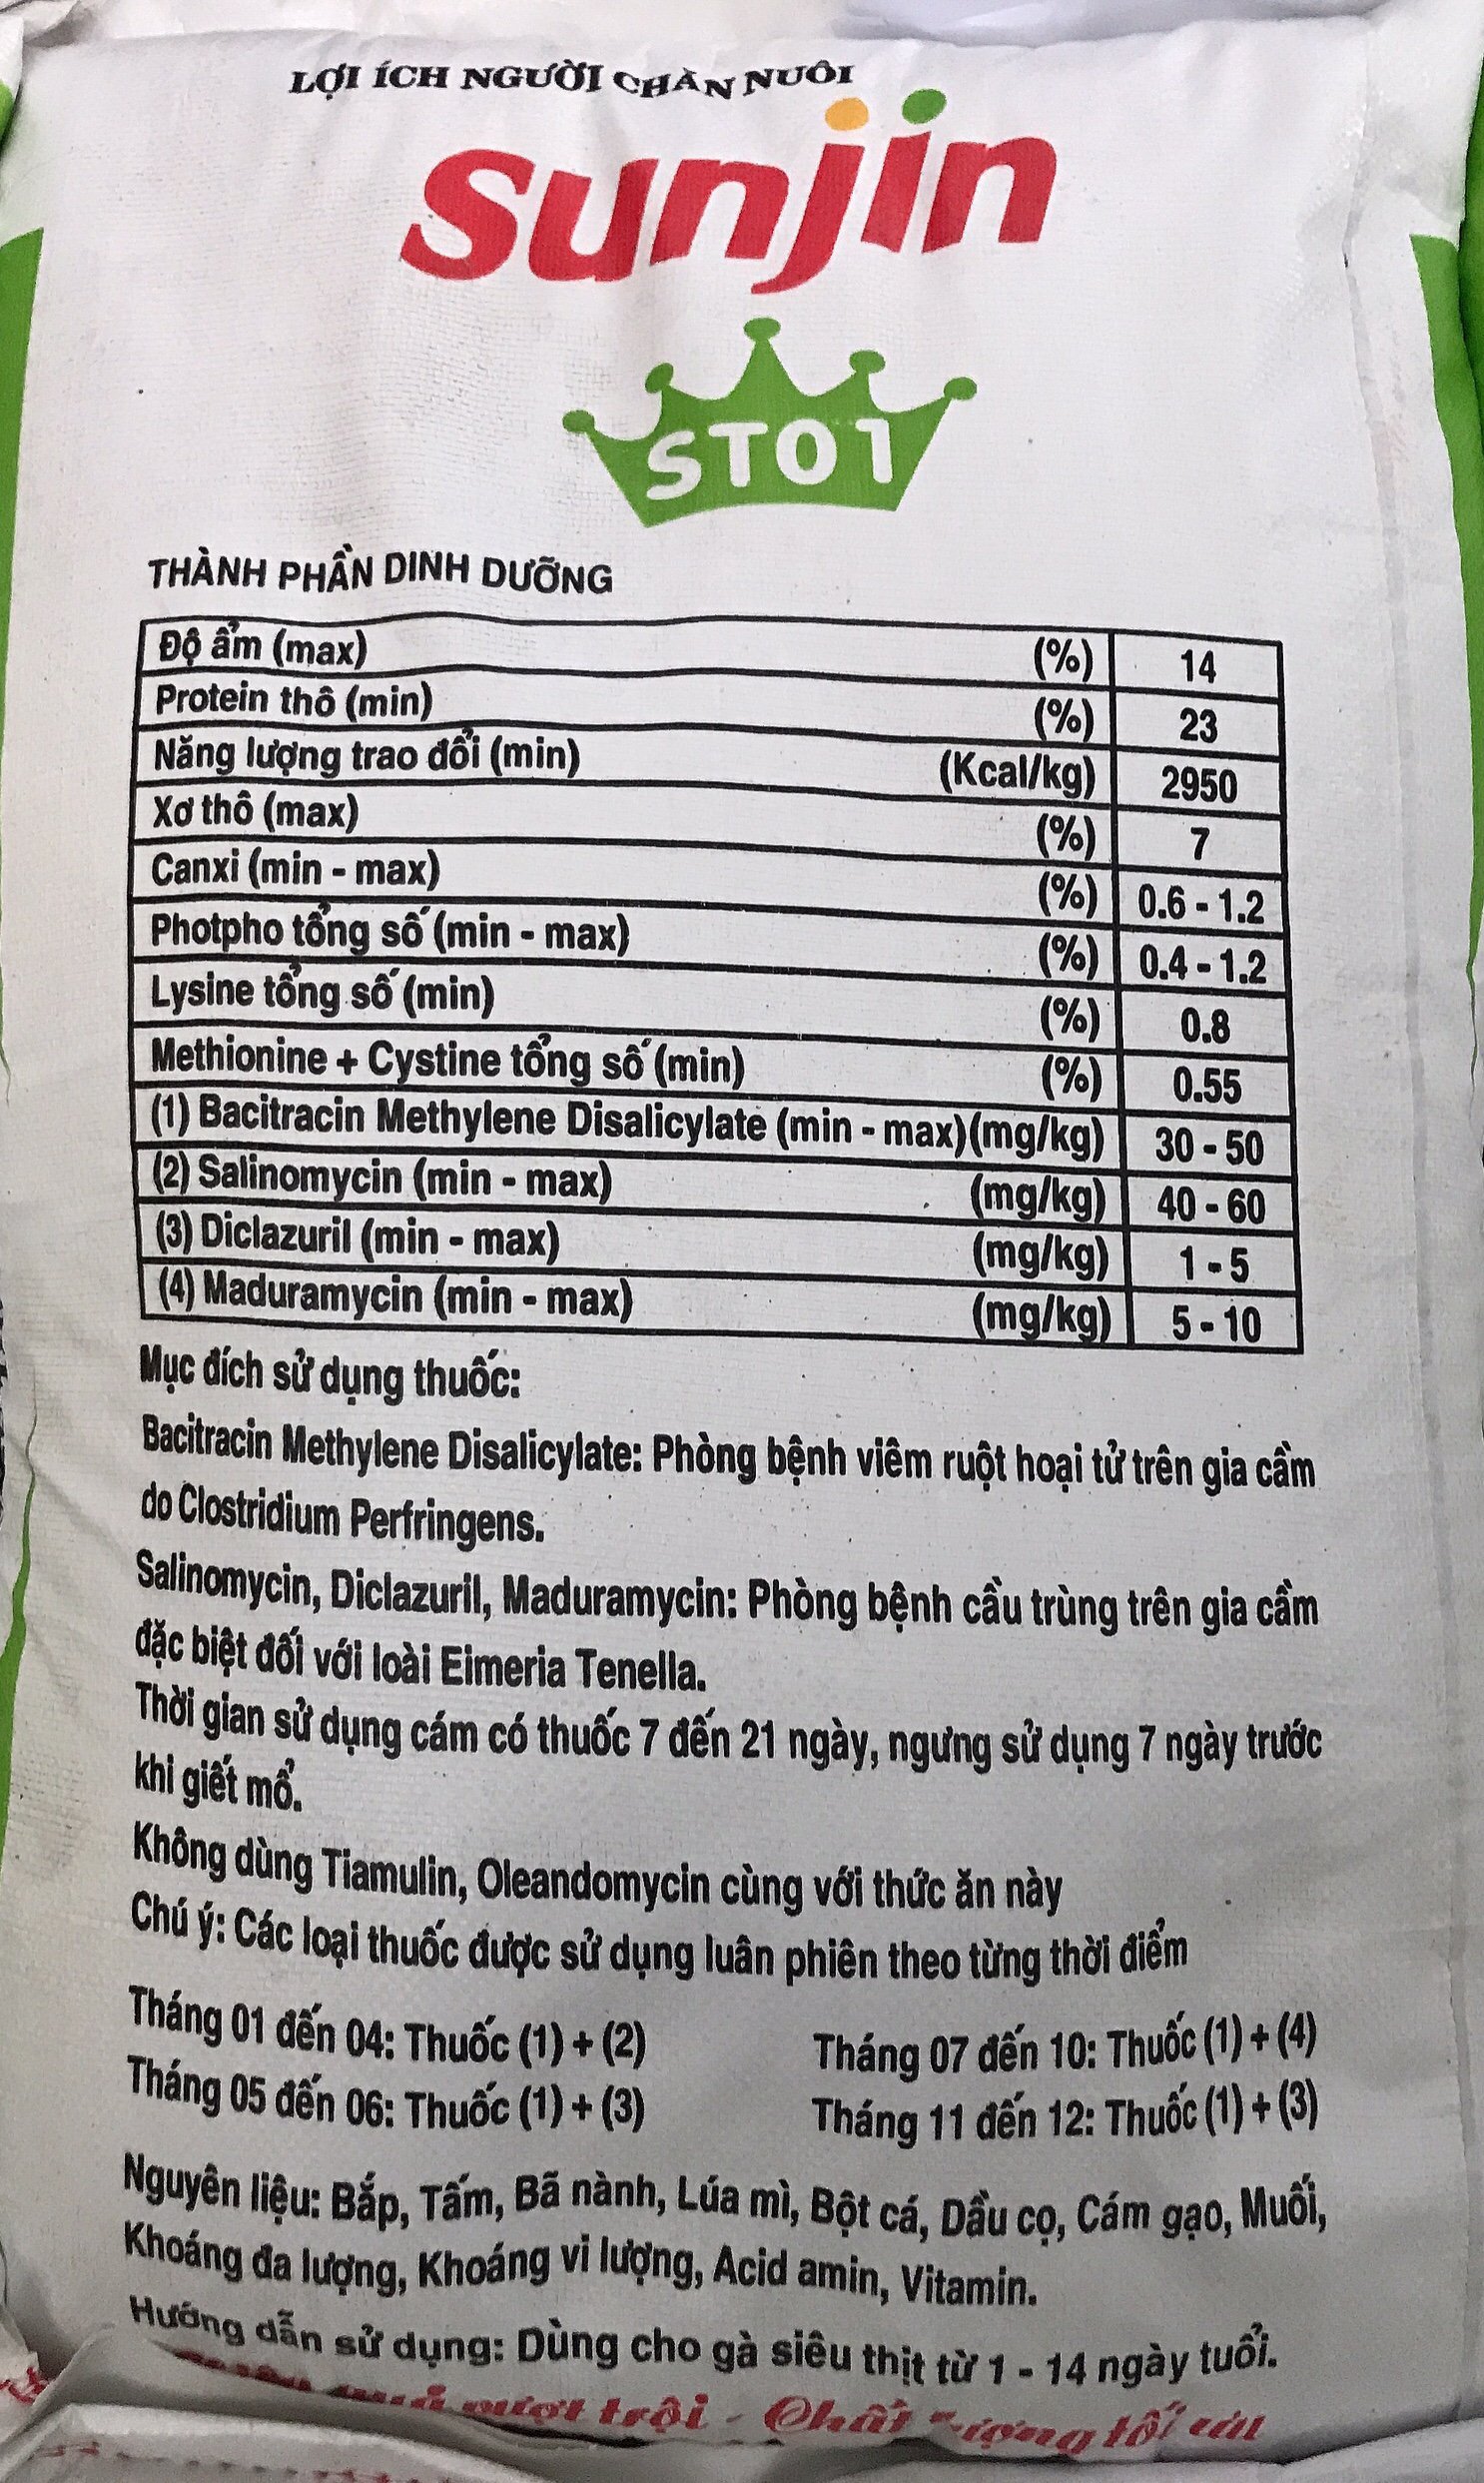 LỢI ÍCH NGƯỜI CHĂN NUÔI
sunjin
ST01
THÀNH PHẦN DINH DƯỠNG
Độ ẩm (max) (%) 14
Protein thô (min) (%) 23
Năng lượng trao đổi (min) (Kcal/kg) 2950
Xơ thô (max) (%) 7
Canxi (min - max) (%) 0.6 - 1.2
Photpho tổng số (min - max) (%) 0.4 - 1.2
Lysine tổng số (min) (%) 0.8
Methionine + Cystine tổng số (min) (%) 0.55
(1) Bacitracin Methylene Disalicylate (min - max)(mg/kg) 30 - 50
(2) Salinomycin (min - max) (mg/kg) 40 - 60
(3) Diclazuril (min - max) (mg/kg) 1 - 5
(4) Maduramycin (min - max) (mg/kg) 5 - 10
Mục đích sử dụng thuốc:
Bacitracin Methylene Disalicylate: Phòng bệnh viêm ruột hoại tử trên gia cầm
do Clostridium Perfringens.
Salinomycin, Diclazuril, Maduramycin: Phòng bệnh cầu trùng trên gia cầm
đặc biệt đối với loài Eimeria Tenella.
Thời gian sử dụng cám có thuốc 7 đến 21 ngày, ngưng sử dụng 7 ngày trước
khi giết mổ.
Không dùng Tiamulin, Oleandomycin cùng với thức ăn này
Chú ý: Các loại thuốc được sử dụng luân phiên theo từng thời điểm
Tháng 01 đến 04: Thuốc (1) + (2) Tháng 07 đến 10: Thuốc (1) + (4)
Tháng 05 đến 06: Thuốc (1) + (3) Tháng 11 đến 12: Thuốc (1) + (3)
Nguyên liệu: Bắp, Tấm, Bã nành, Lúa mì, Bột cá, Dầu cọ, Cám gạo, Muối,
Khoáng đa lượng, Khoáng vi lượng, Acid amin, Vitamin.
Hướng dẫn sử dụng: Dùng cho gà siêu thịt từ 1 - 14 ngày tuổi.
vượt trội - Chất lượng tối ưu